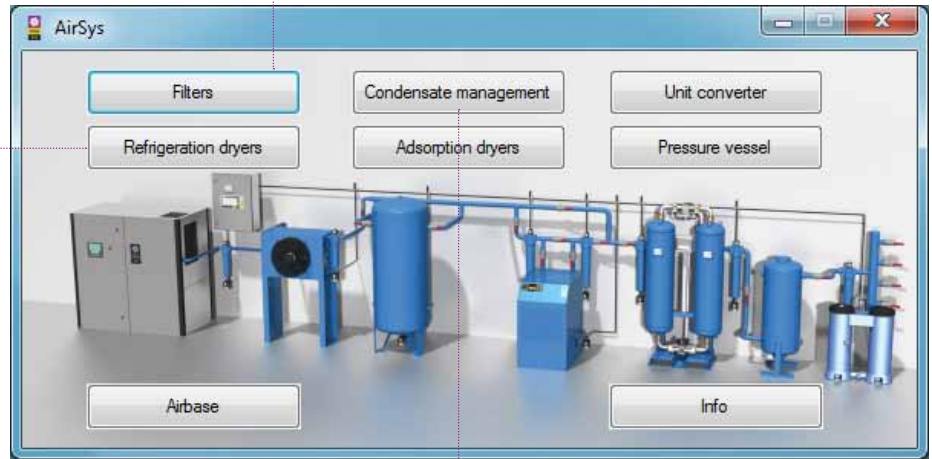 AirSys
Filters
Condensate management
Unit converter
Refrigeration dryers
Adsorption dryers
Pressure vessel
Airbase
Info